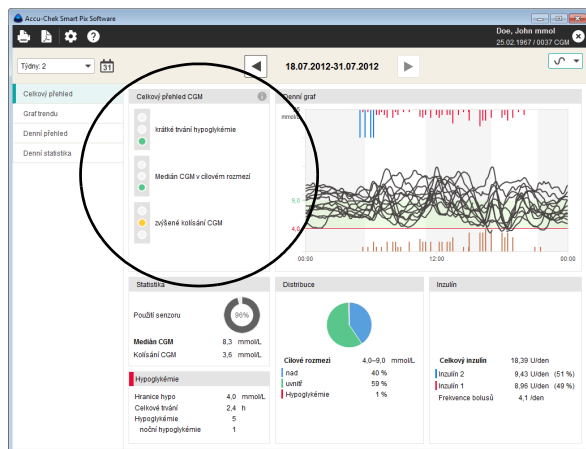 Accu-Chek Smart Pix Software
Doe, John mmol
25.02.1967 / 0037 CGM
Týdny: 2
31
18.07.2012-31.07.2012
Celkový přehled
Graf trendu
Denní přehled
Denní statistika
Celkový přehled CGM
krátké trvání hypoglykémie
Medián CGM v cílovém rozmezí
zvýšené kolísání CGM
Denní graf
mmol/L
9,0
4,0
00:00
12:00
00:00
Statistika
Použití senzoru
96%
Medián CGM 8,3 mmol/L
Kolísání CGM 3,6 mmol/L
Hypoglykémie
Hranice hypo 4,0 mmol/L
Celkové trvání 2,4 h
Hypoglykémie 5
noční hypoglykémie 1
Distribuce
Cílové rozmezí 4,0–9,0 mmol/L
nad 40 %
uvnitř 59 %
Hypoglykémie 1 %
Inzulín
Celkový inzulín 18,39 U/den
Inzulín 2 9,43 U/den (51 %)
Inzulín 1 8,96 U/den (49 %)
Frekvence bolusů 4,1 /den